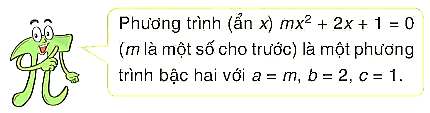 Phương trình (ẩn x) mx² + 2x + 1 = 0
(m là một số cho trước) là một phương
trình bậc hai với a = m, b = 2, c = 1.